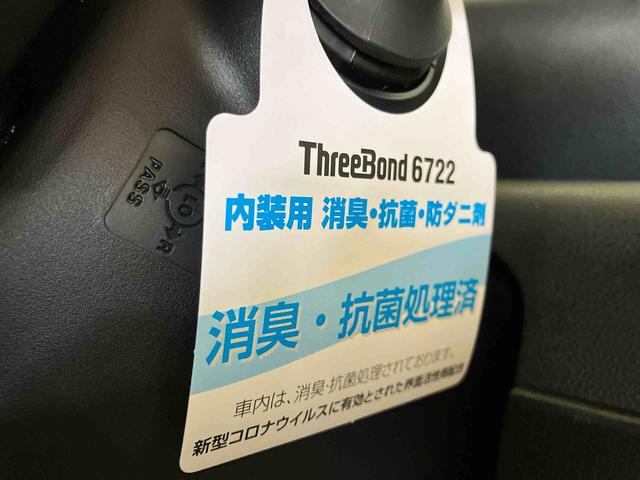 ThreeBond 6722
内装用 消臭・抗菌・防ダニ剤
消臭・抗菌処理済
車内は、消臭・抗菌処理されております。
新型コロナウイルスに有効とされた界面活性剤配合
PASS
LO
R